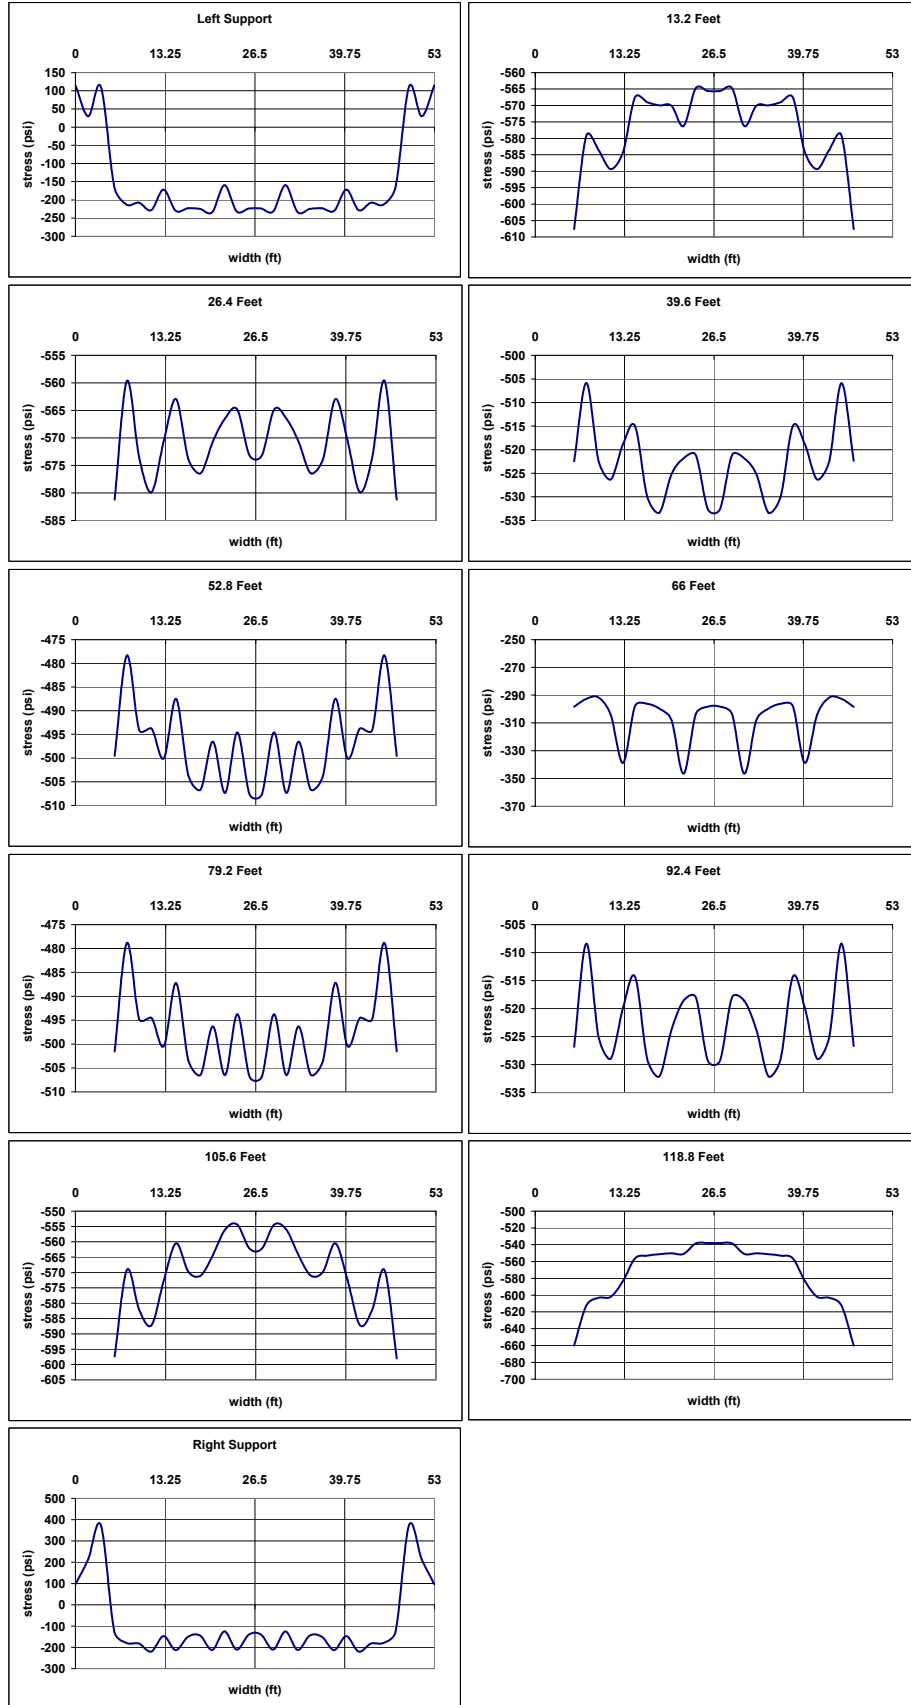 Left Support
0 13.25 26.5 39.75 53
150
100
50
0
-50
-100
-150
-200
-250
-300
stress (psi)
width (ft)
13.2 Feet
0 13.25 26.5 39.75 53
-560
-565
-570
-575
-580
-585
-590
-595
-600
-605
-610
stress (psi)
width (ft)
26.4 Feet
0 13.25 26.5 39.75 53
-555
-560
-565
-570
-575
-580
-585
stress (psi)
width (ft)
39.6 Feet
0 13.25 26.5 39.75 53
-500
-505
-510
-515
-520
-525
-530
-535
stress (psi)
width (ft)
52.8 Feet
0 13.25 26.5 39.75 53
-475
-480
-485
-490
-495
-500
-505
-510
stress (psi)
width (ft)
66 Feet
0 13.25 26.5 39.75 53
-250
-270
-290
-310
-330
-350
-370
stress (psi)
width (ft)
79.2 Feet
0 13.25 26.5 39.75 53
-475
-480
-485
-490
-495
-500
-505
-510
stress (psi)
width (ft)
92.4 Feet
0 13.25 26.5 39.75 53
-505
-510
-515
-520
-525
-530
-535
stress (psi)
width (ft)
105.6 Feet
0 13.25 26.5 39.75 53
-550
-555
-560
-565
-570
-575
-580
-585
-590
-595
-600
-605
stress (psi)
width (ft)
118.8 Feet
0 13.25 26.5 39.75 53
-500
-520
-540
-560
-580
-600
-620
-640
-660
-680
-700
stress (psi)
width (ft)
Right Support
0 13.25 26.5 39.75 53
500
400
300
200
100
0
-100
-200
-300
stress (psi)
width (ft)